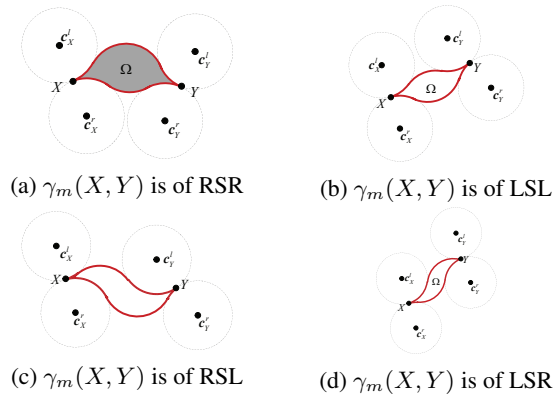 c^l_X
c^l_Y
Ω
X
Y
c^r_X
c^r_Y
c^l_Y
c^l_X
Y
Ω
X
c^r_Y
c^r_X
(a) γ_m(X, Y) is of RSR
(b) γ_m(X, Y) is of LSL
c^l_X
c^l_Y
X
Y
c^r_X
c^r_Y
c^l_Y
Y
c^l_X
Ω
c^r_Y
X
c^r_X
(c) γ_m(X, Y) is of RSL
(d) γ_m(X, Y) is of LSR